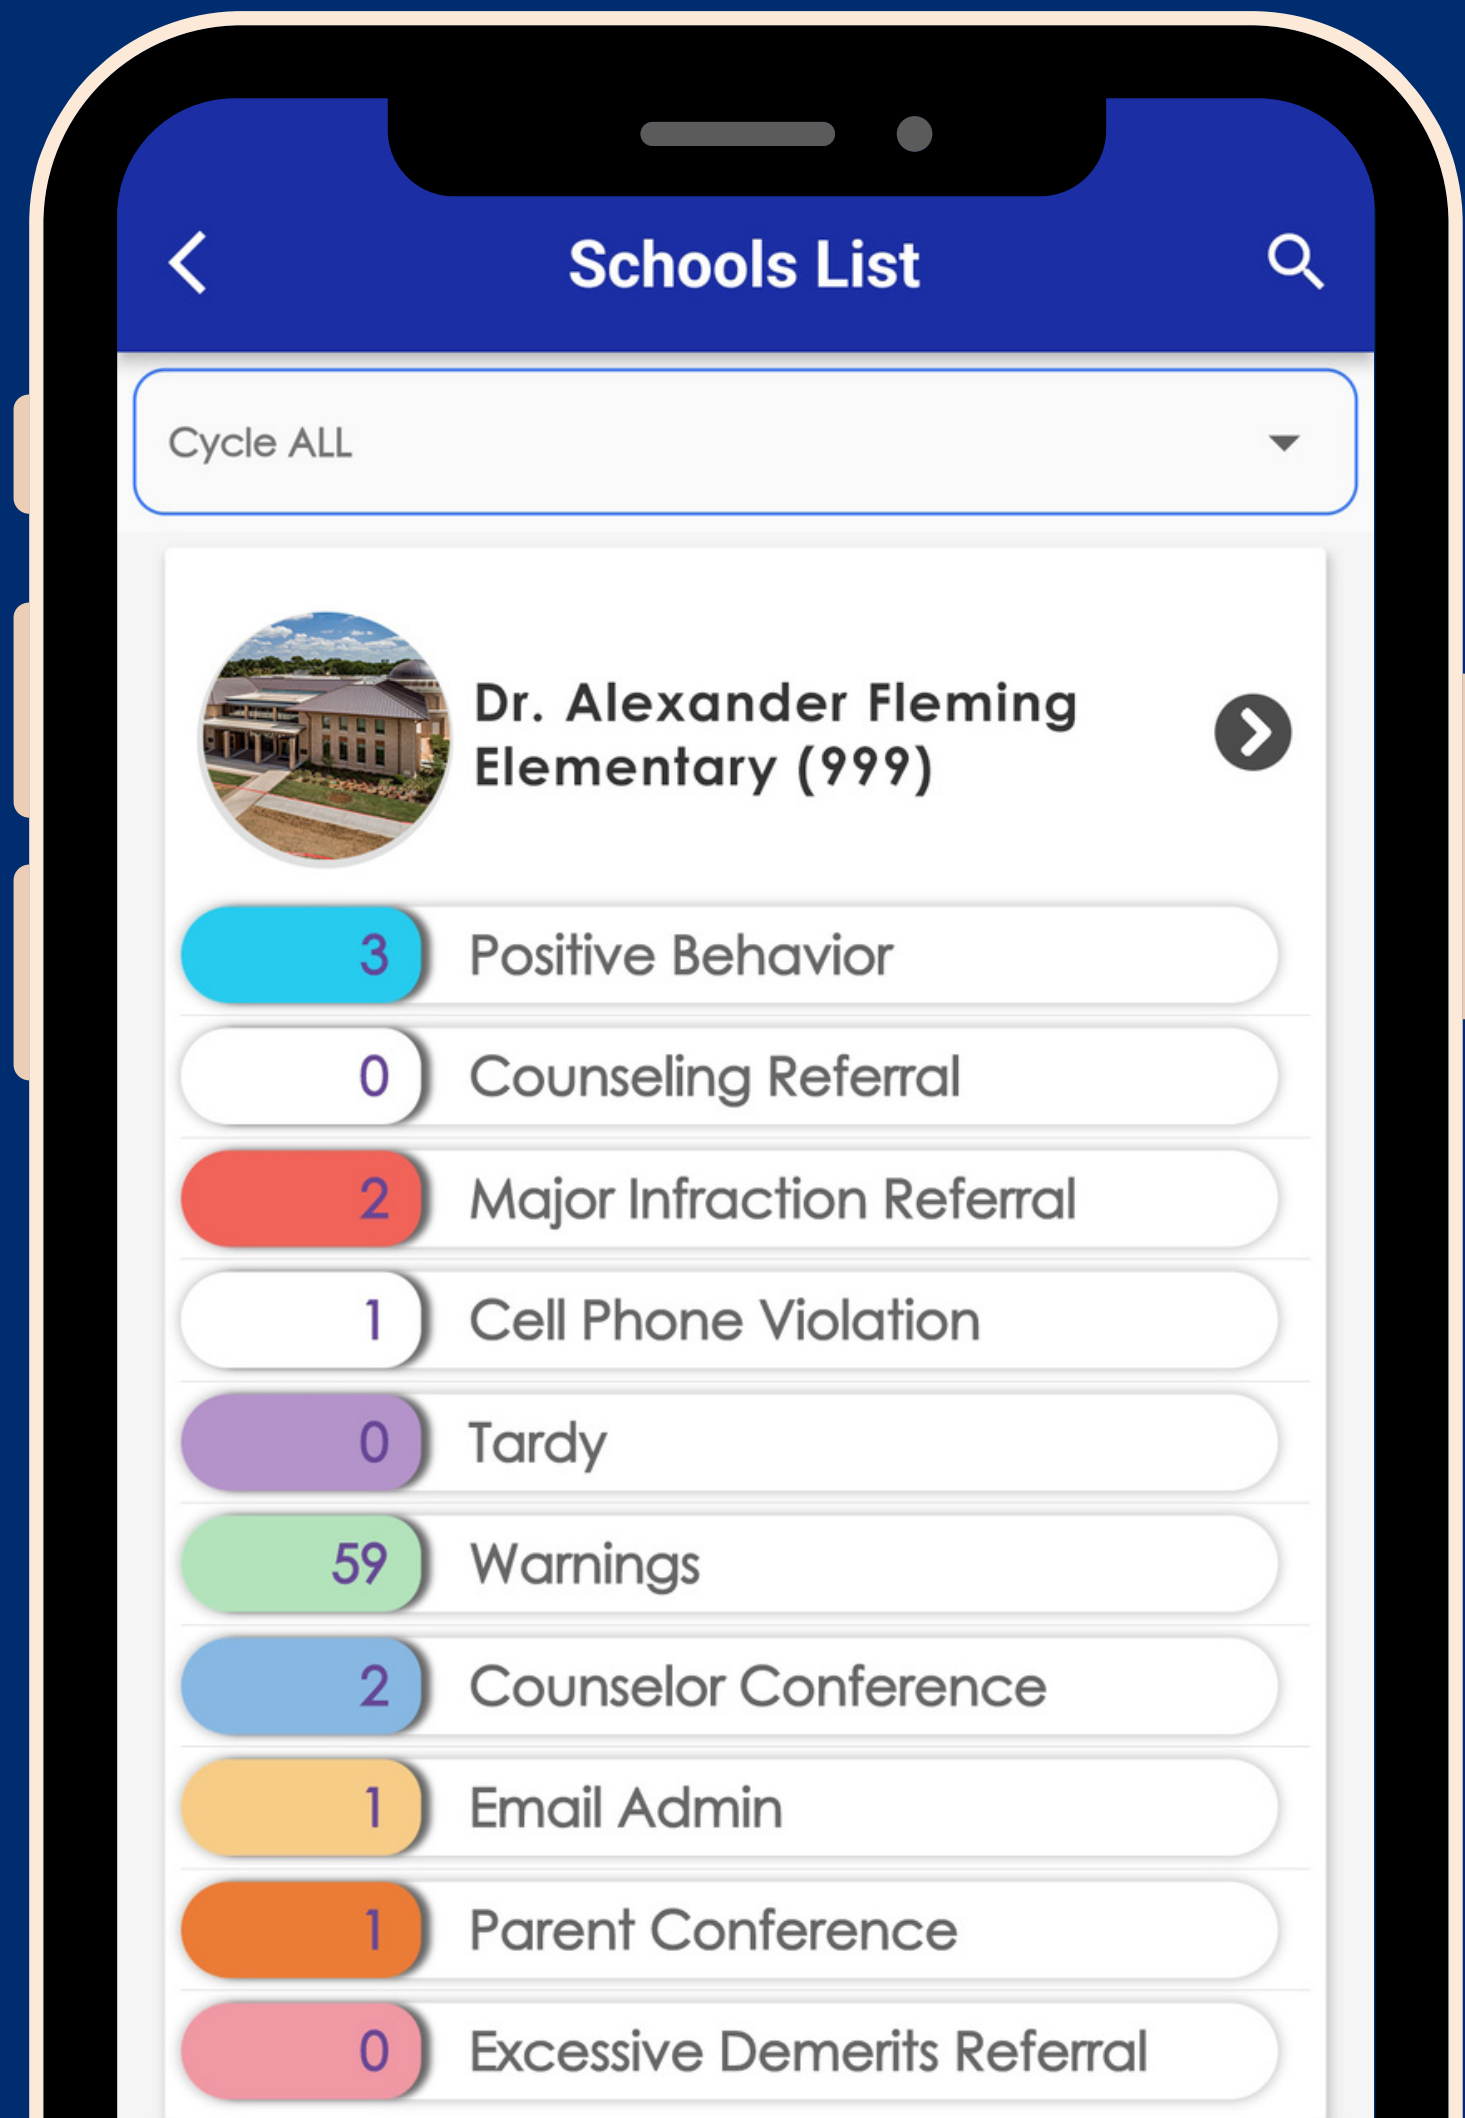 Schools List
Cycle ALL
Dr. Alexander Fleming
Elementary (999)
3 Positive Behavior
0 Counseling Referral
2 Major Infraction Referral
1 Cell Phone Violation
0 Tardy
59 Warnings
2 Counselor Conference
1 Email Admin
1 Parent Conference
0 Excessive Demerits Referral